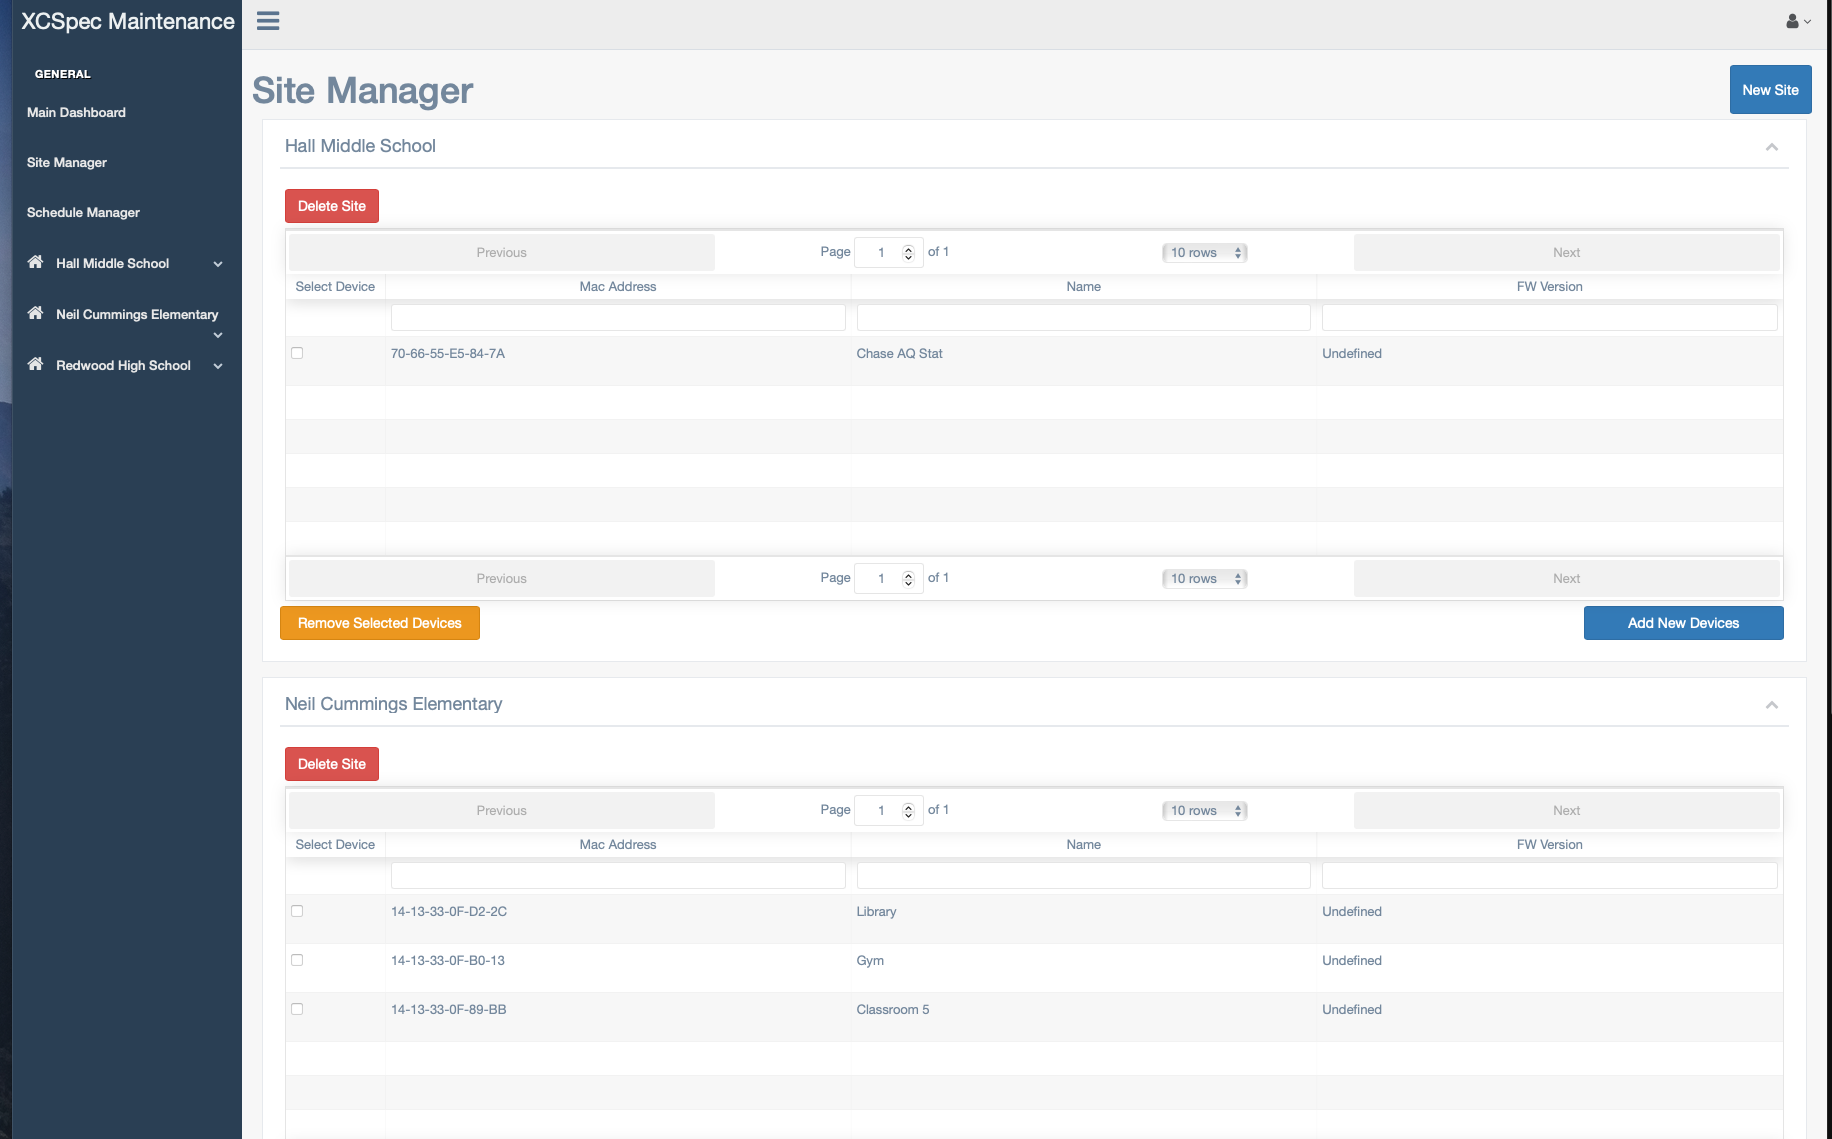 XCSpec Maintenance
GENERAL
Main Dashboard
Site Manager
Schedule Manager
Hall Middle School
Neil Cummings Elementary
Redwood High School
Site Manager
New Site
Hall Middle School
Delete Site
Previous Page 1 of 1 10 rows Next
Select Device Mac Address Name FW Version
70-66-55-E5-84-7A Chase AQ Stat Undefined
Previous Page 1 of 1 10 rows Next
Remove Selected Devices Add New Devices
Neil Cummings Elementary
Delete Site
Previous Page 1 of 1 10 rows Next
Select Device Mac Address Name FW Version
14-13-33-0F-D2-2C Library Undefined
14-13-33-0F-B0-13 Gym Undefined
14-13-33-0F-89-BB Classroom 5 Undefined